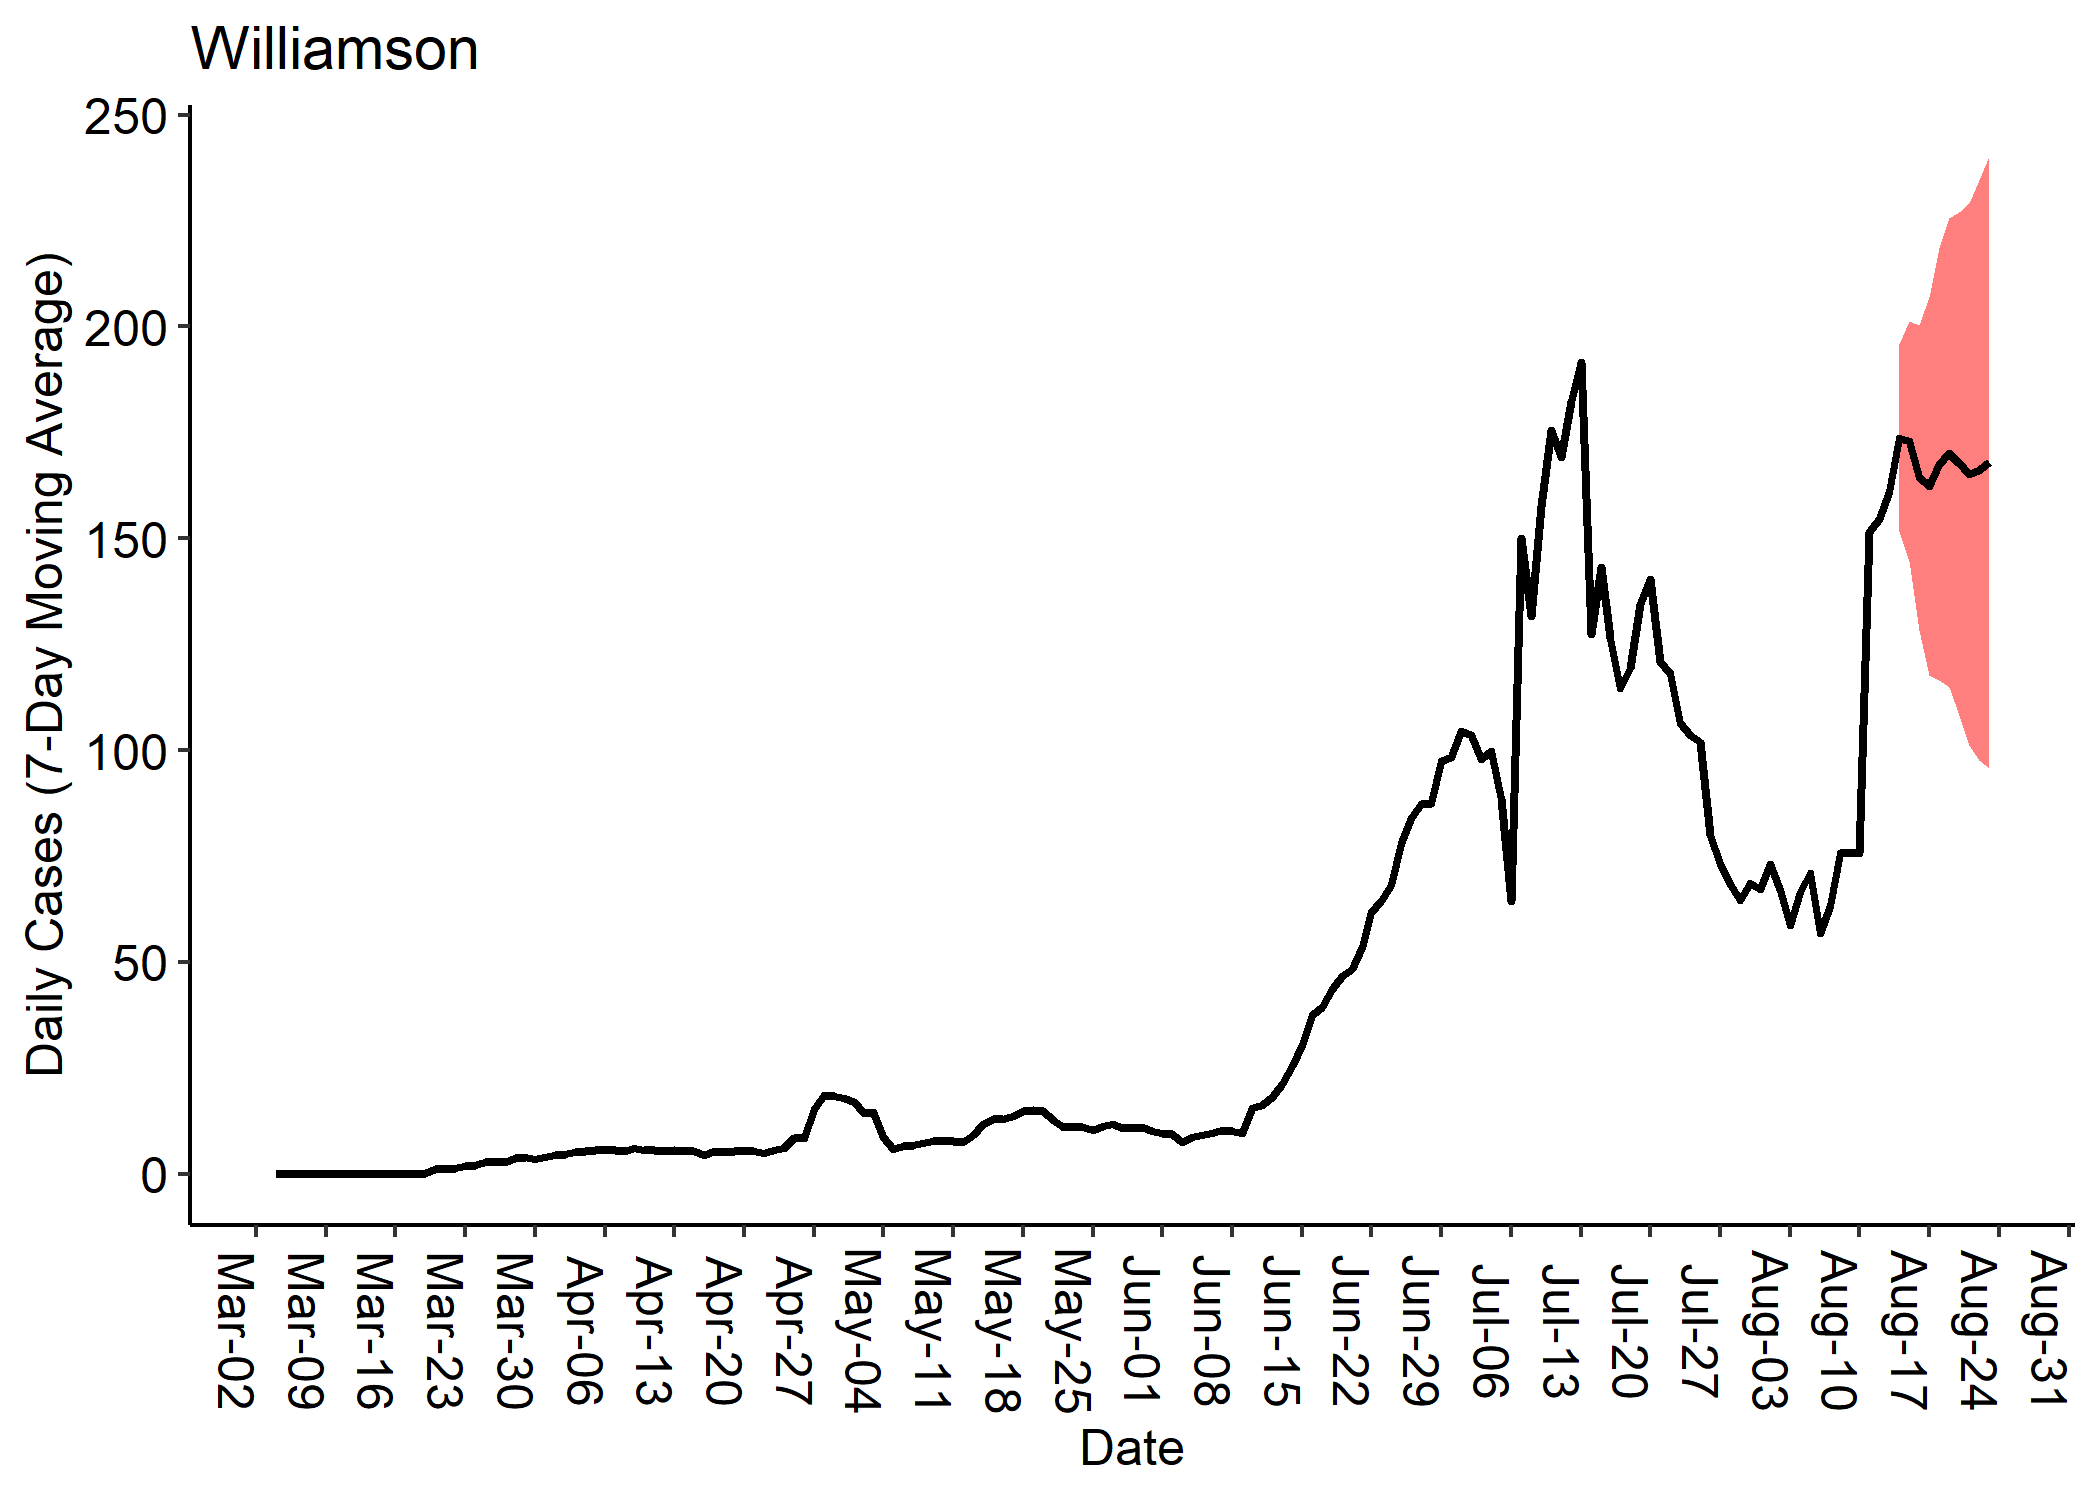 Williamson
Daily Cases (7-Day Moving Average)
250
200
150
100
50
0
Mar-02
Mar-09
Mar-16
Mar-23
Mar-30
Apr-06
Apr-13
Apr-20
Apr-27
May-04
May-11
May-18
May-25
Jun-01
Jun-08
Jun-15
Jun-22
Jun-29
Jul-06
Jul-13
Jul-20
Jul-27
Aug-03
Aug-10
Aug-17
Aug-24
Aug-31
Date